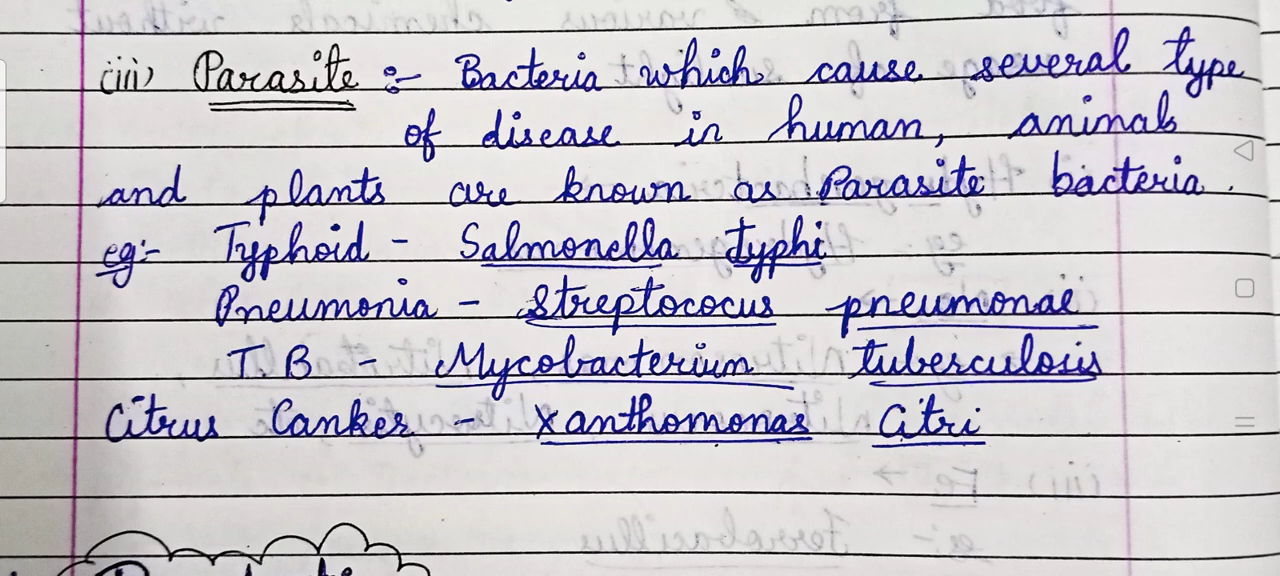 (iii) Parasite :- Bacteria which cause several type
of disease in human, animals
and plants are known as Parasite bacteria.
eg:- Typhoid - Salmonella typhi
Pneumonia - Streptococus pneumonae
T.B - Mycobacterium tuberculosis
Citrus Canker - Xanthomonas Citri